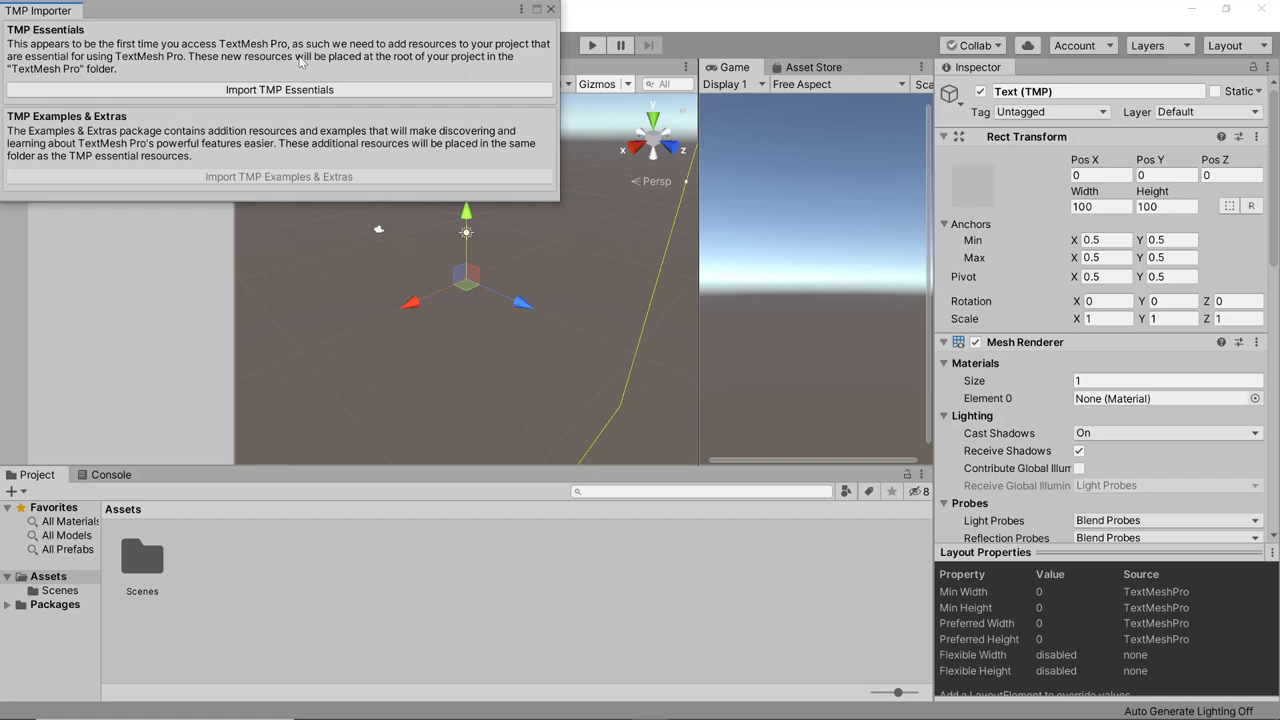 TMP Importer
TMP Essentials
This appears to be the first time you access TextMesh Pro, as such we need to add resources to your project that
are essential for using TextMesh Pro. These new resources will be placed at the root of your project in the
"TextMesh Pro" folder.
Import TMP Essentials
TMP Examples & Extras
The Examples & Extras package contains addition resources and examples that will make discovering and
learning about TextMesh Pro's powerful features easier. These additional resources will be placed in the same
folder as the TMP essential resources.
Import TMP Examples & Extras
Collab
Account
Layers
Layout
Gizmos
All
y
x
z
Persp
Game
Asset Store
Display 1
Free Aspect
Sca
Inspector
Text (TMP)
Static
Tag Untagged
Layer Default
Rect Transform
Pos X Pos Y Pos Z
0 0 0
Width Height
100 100
R
Anchors
Min X 0.5 Y 0.5
Max X 0.5 Y 0.5
Pivot X 0.5 Y 0.5
Rotation X 0 Y 0 Z 0
Scale X 1 Y 1 Z 1
Mesh Renderer
Materials
Size 1
Element 0 None (Material)
Lighting
Cast Shadows On
Receive Shadows
Contribute Global Illum
Receive Global Illumin Light Probes
Probes
Light Probes Blend Probes
Reflection Probes Blend Probes
Layout Properties
Property Value Source
Min Width 0 TextMeshPro
Min Height 0 TextMeshPro
Preferred Width 0 TextMeshPro
Preferred Height 0 TextMeshPro
Flexible Width disabled none
Flexible Height disabled none
Add a LayoutElement to override values
Project
Console
8
Favorites
All Materials
All Models
All Prefabs
Assets
Scenes
Packages
Assets
Scenes
Auto Generate Lighting Off